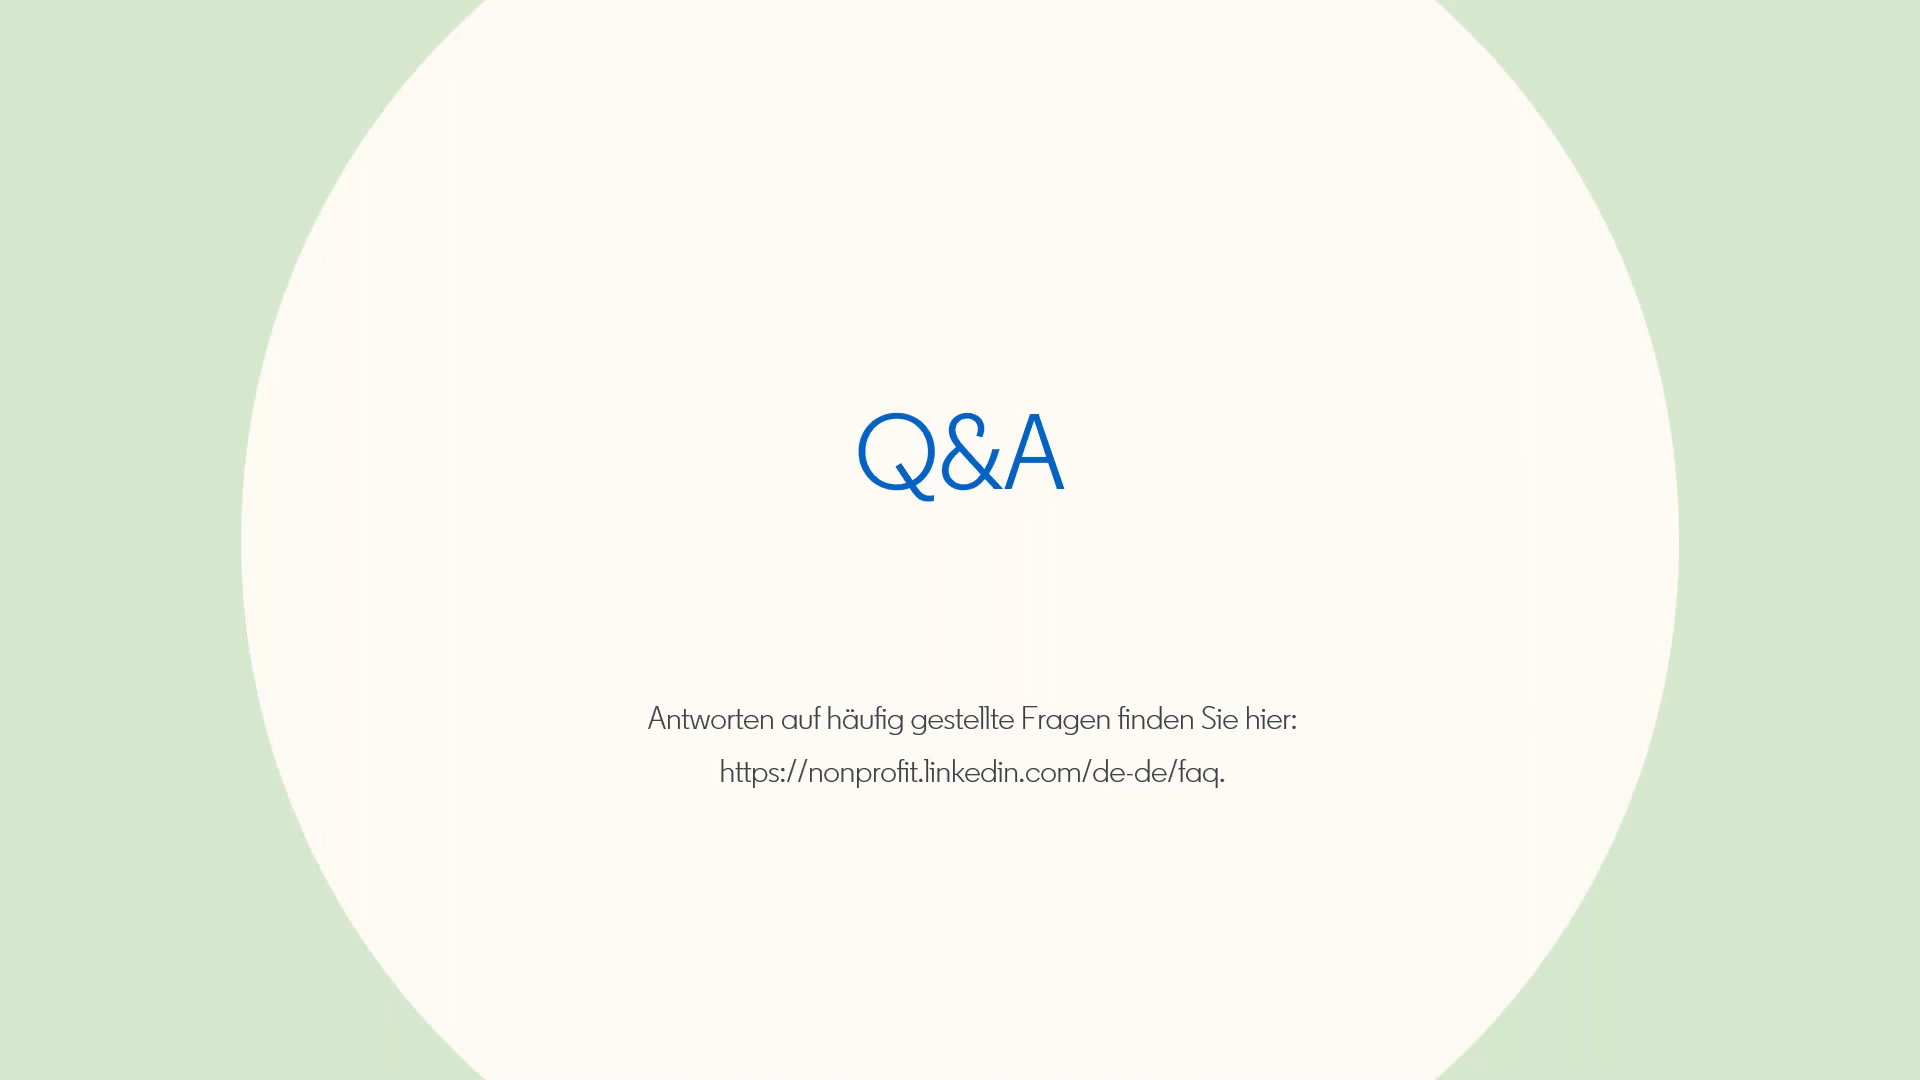 Q&A
Antworten auf häufig gestellte Fragen finden Sie hier:
https://nonprofit.linkedin.com/de-de/faq.